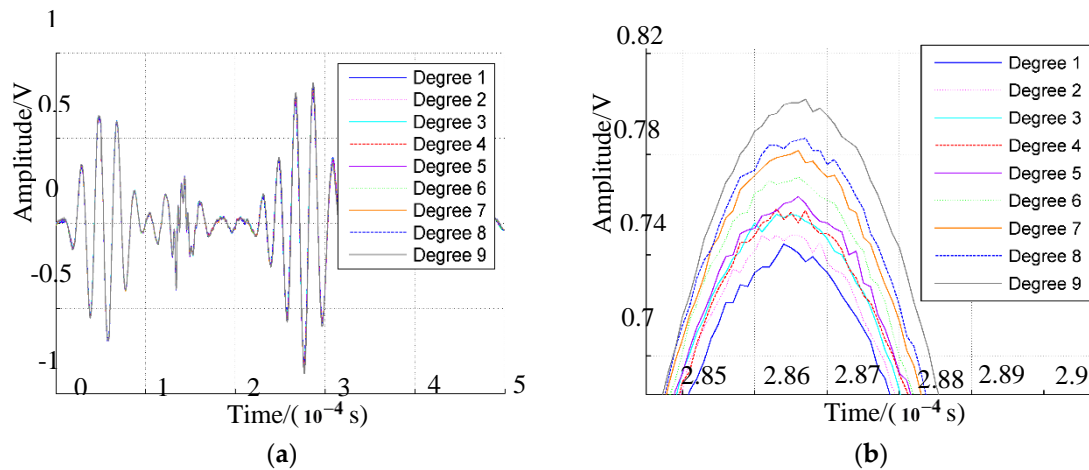 1
0.5
0
-0.5
-1
Amplitude/V
0 1 2 3 4 5
Time/( 10−4 s)
Degree 1
Degree 2
Degree 3
Degree 4
Degree 5
Degree 6
Degree 7
Degree 8
Degree 9
(a)
0.82
0.78
0.74
0.7
Amplitude/V
2.85 2.86 2.87 2.88 2.89 2.9
Time/( 10−4 s)
Degree 1
Degree 2
Degree 3
Degree 4
Degree 5
Degree 6
Degree 7
Degree 8
Degree 9
(b)